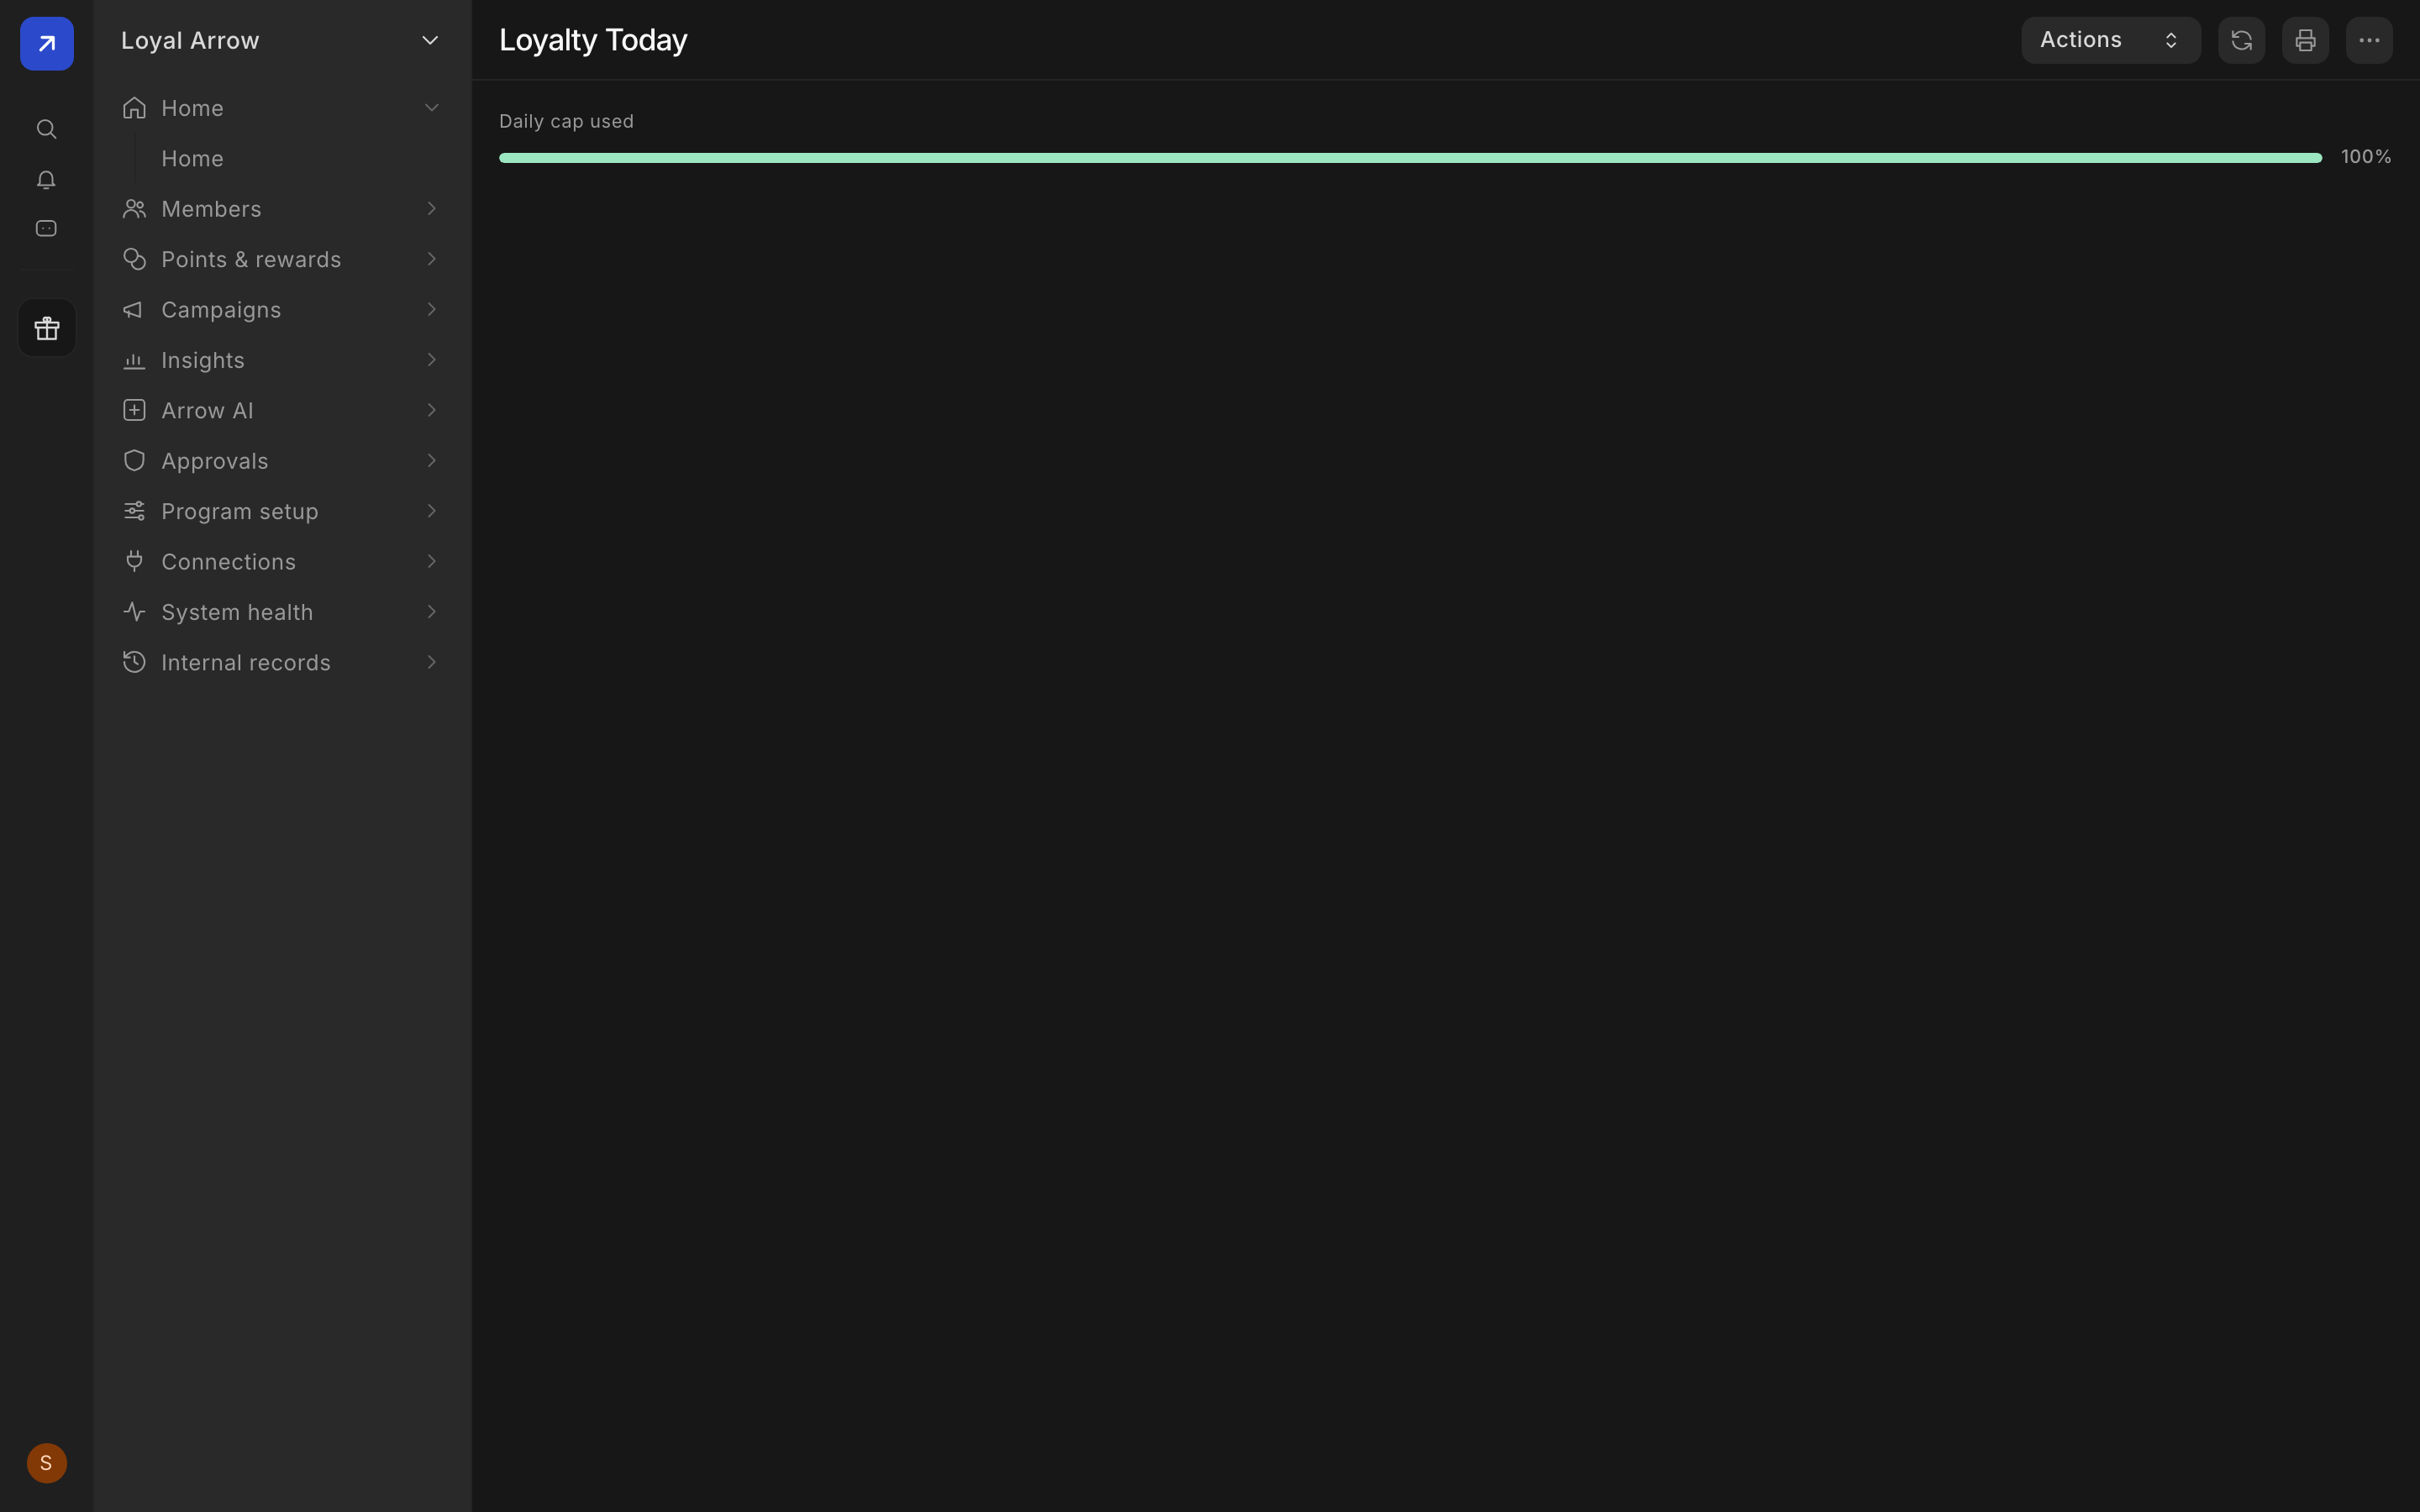 Loyal Arrow
Home
Home
Members
Points & rewards
Campaigns
Insights
Arrow AI
Approvals
Program setup
Connections
System health
Internal records
S
Loyalty Today
Actions
Daily cap used
100%